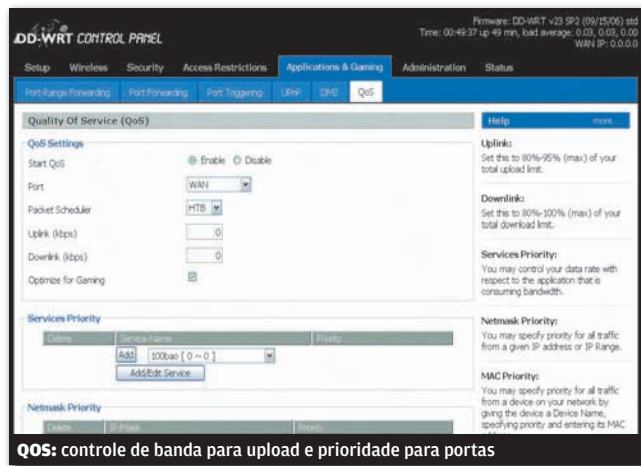 Firmware: DD-WRT v23 SP2 (09/15/06) std
Time: 00:49:37 up 49 min, load average: 0.03, 0.03, 0.00
WAN IP: 0.0.0.0
DD-WRT CONTROL PANEL
Setup Wireless Security Access Restrictions Applications & Gaming Administration Status
Port Range Forwarding Port Forwarding Port Triggering UPnP DMZ QoS
Quality Of Service (QoS)
QoS Settings
Start QoS Enable Disable
Port WAN
Packet Scheduler HTB
Uplink (kbps) 0
Downlink (kbps) 0
Optimize for Gaming
Services Priority
Delete Service Name Priority
Add 100bao [ 0 ~ 0 ]
Add/Edit Service
Netmask Priority
Delete IP/Mask Priority
Help more...
Uplink:
Set this to 80%-95% (max) of your
total upload limit.
Downlink:
Set this to 80%-100% (max) of your
total download limit.
Services Priority:
You may control your data rate with
respect to the application that is
consuming bandwidth.
Netmask Priority:
You may specify priority for all traffic
from a given IP address or IP Range.
MAC Priority:
You may specify priority for all traffic
from a device on your network by
giving the device a Device Name,
specifying priority and entering its MAC
QOS: controle de banda para upload e prioridade para portas